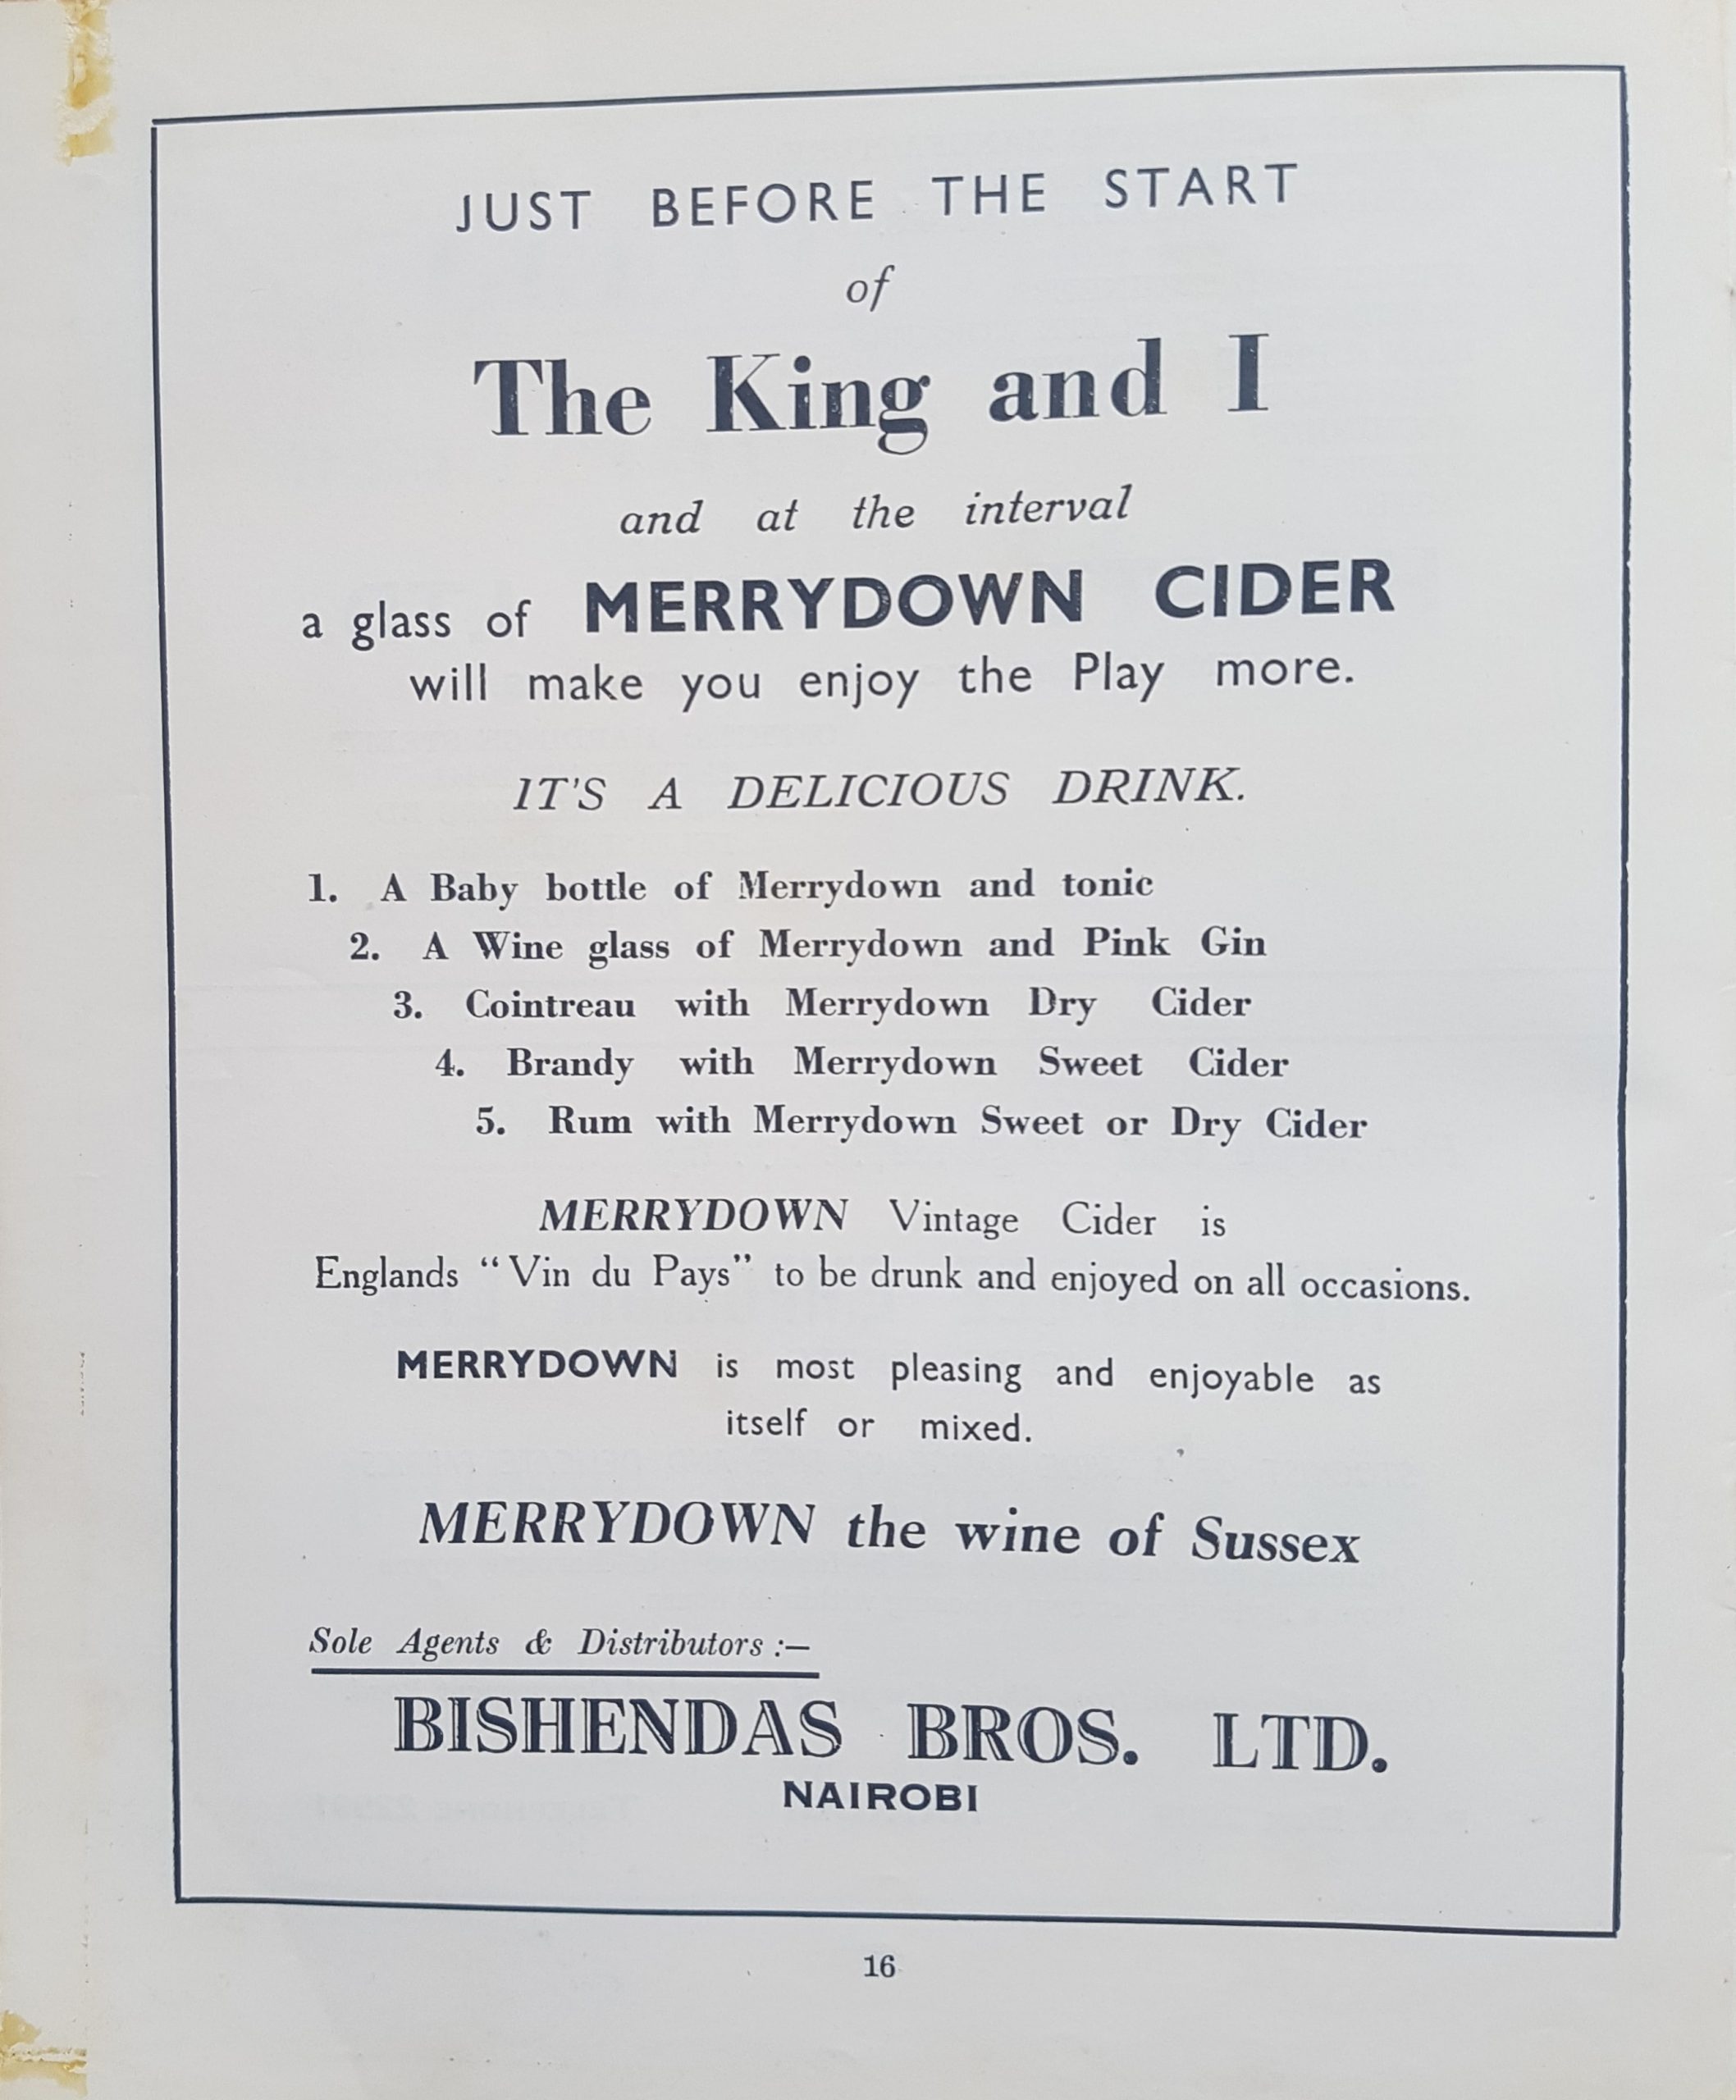 JUST BEFORE THE START
of
The King and I
and at the interval
a glass of MERRYDOWN CIDER
will make you enjoy the Play more.
IT'S A DELICIOUS DRINK.
1. A Baby bottle of Merrydown and tonic
2. A Wine glass of Merrydown and Pink Gin
3. Cointreau with Merrydown Dry Cider
4. Brandy with Merrydown Sweet Cider
5. Rum with Merrydown Sweet or Dry Cider
MERRYDOWN Vintage Cider is
Englands “Vin du Pays” to be drunk and enjoyed on all occasions.
MERRYDOWN is most pleasing and enjoyable as
itself or mixed.
MERRYDOWN the wine of Sussex
Sole Agents & Distributors :—
BISHENDAS BROS. LTD.
NAIROBI
16